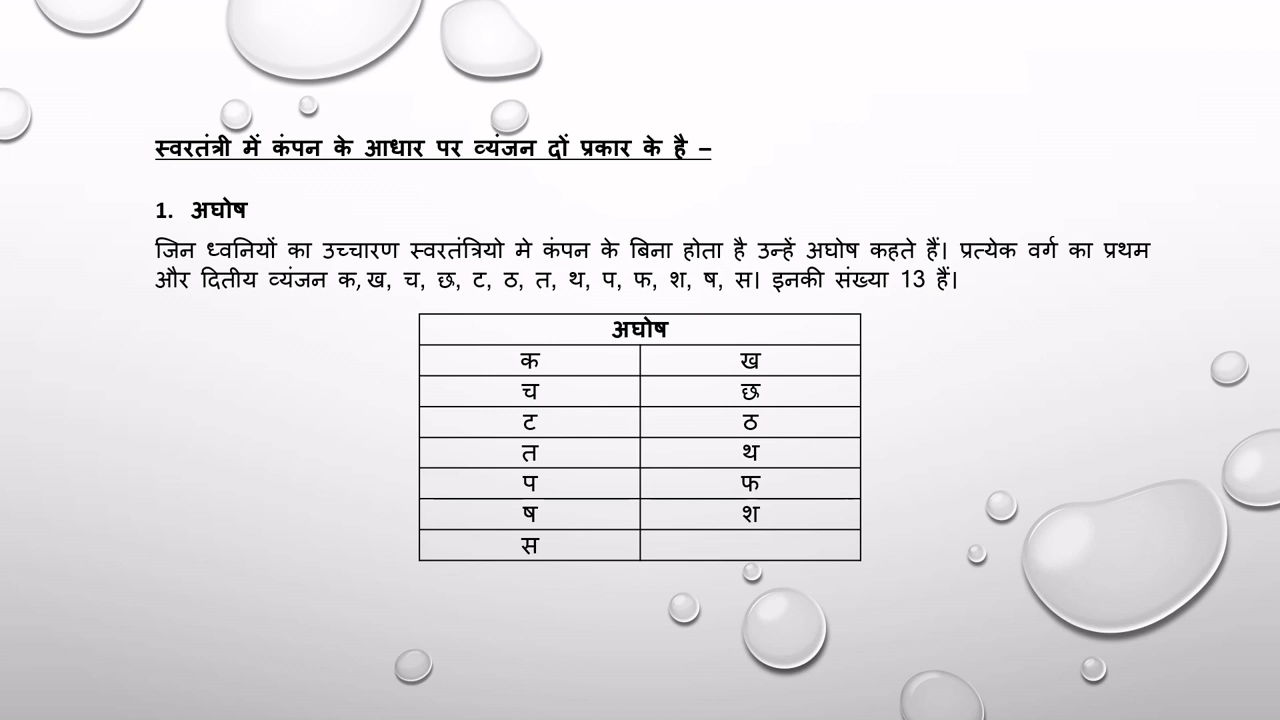 स्वरतंत्री में कंपन के आधार पर व्यंजन दों प्रकार के है –
1. अघोष
जिन ध्वनियों का उच्चारण स्वरतंत्रियो मे कंपन के बिना होता है उन्हें अघोष कहते हैं। प्रत्येक वर्ग का प्रथम
और दितीय व्यंजन क, ख, च, छ, ट, ठ, त, थ, प, फ, श, ष, स। इनकी संख्या 13 हैं।
अघोष
क ख
च छ
ट ठ
त थ
प फ
ष श
स